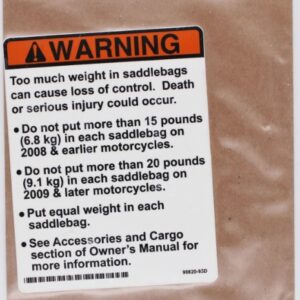 WARNING
Too much weight in saddlebags
can cause loss of control. Death
or serious injury could occur.
• Do not put more than 15 pounds
(6.8 kg) in each saddlebag on
2008 & earlier motorcycles.
• Do not put more than 20 pounds
(9.1 kg) in each saddlebag on
2009 & later motorcycles.
• Put equal weight in each
saddlebag.
• See Accessories and Cargo
section of Owner's Manual for
more information.
90820-93D